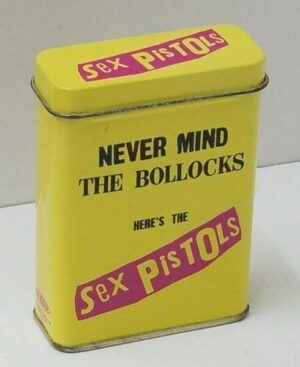 Sex PiSTOLS
NEVER MIND
THE BOLLOCKS
HERE'S THE
Sex PiSTOLS